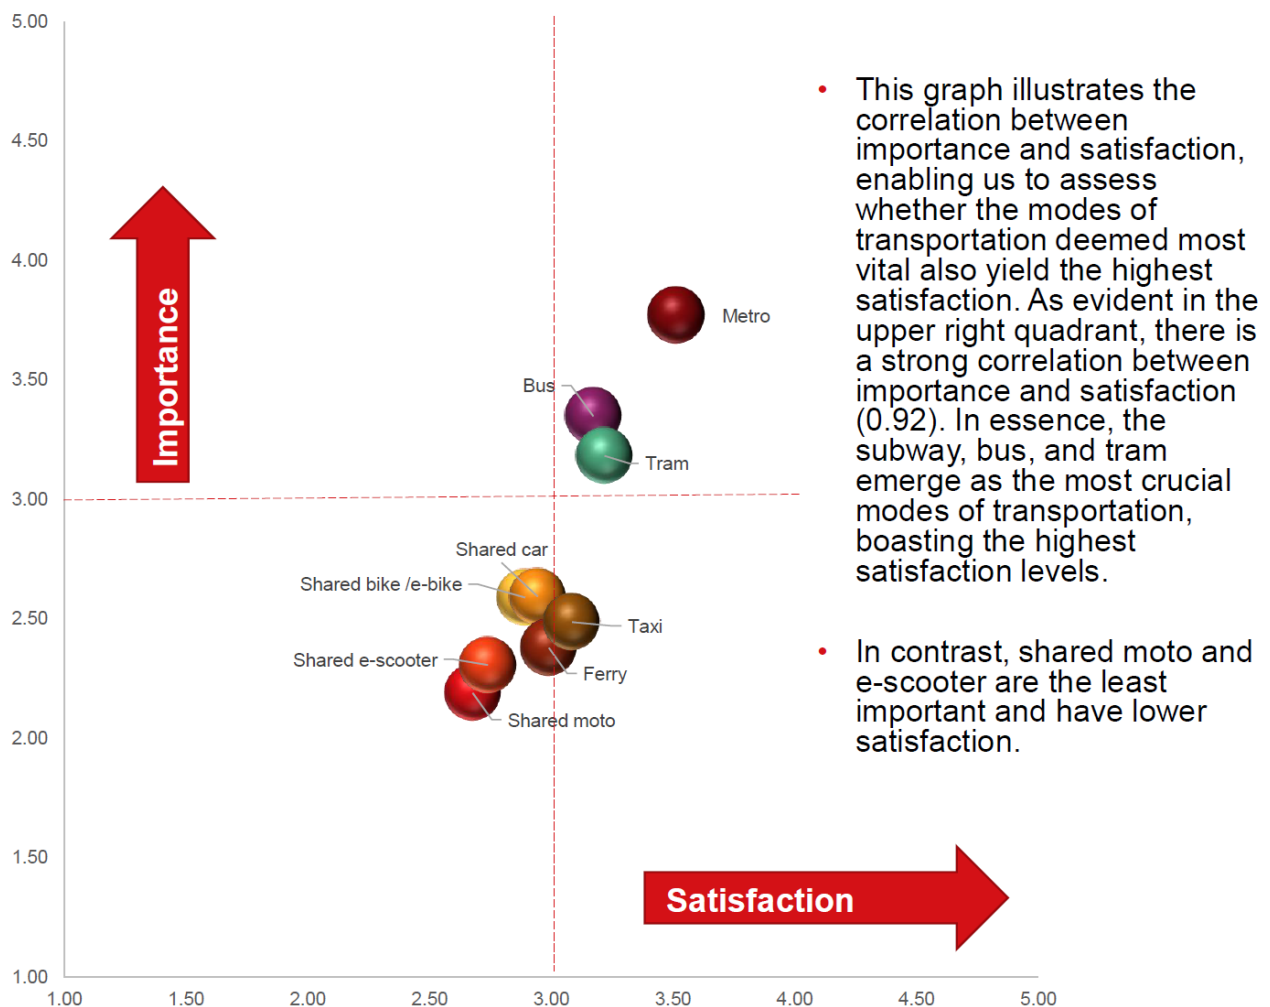 5.00
4.50
4.00
3.50
3.00
2.50
2.00
1.50
1.00
1.00
1.50
2.00
2.50
3.00
3.50
4.00
4.50
5.00
Importance
Satisfaction
Metro
Bus
Tram
Shared car
Shared bike /e-bike
Taxi
Shared e-scooter
Ferry
Shared moto
• This graph illustrates the
correlation between
importance and satisfaction,
enabling us to assess
whether the modes of
transportation deemed most
vital also yield the highest
satisfaction. As evident in the
upper right quadrant, there is
a strong correlation between
importance and satisfaction
(0.92). In essence, the
subway, bus, and tram
emerge as the most crucial
modes of transportation,
boasting the highest
satisfaction levels.
• In contrast, shared moto and
e-scooter are the least
important and have lower
satisfaction.